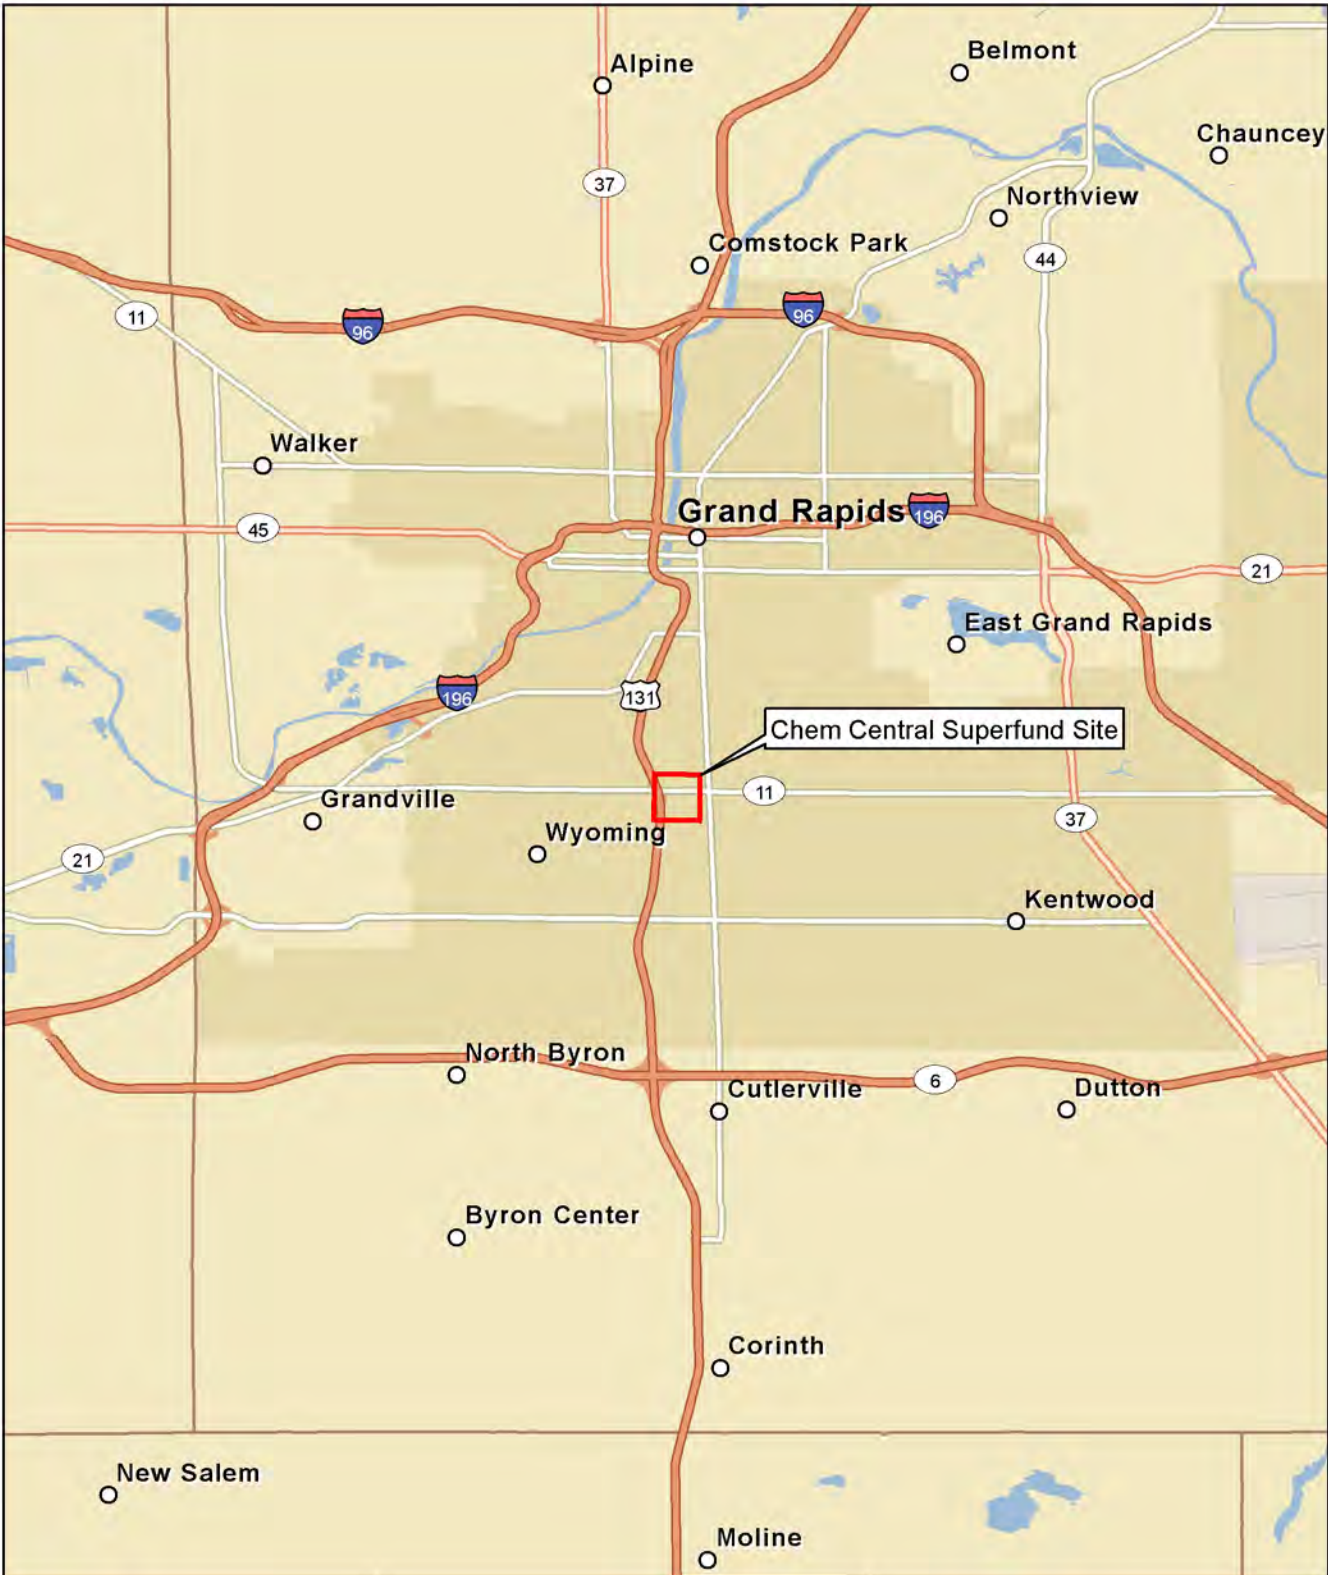 Belmont
Alpine
Chauncey
37
Northview
Comstock Park
44
96
11
96
Walker
Grand Rapids
196
45
21
East Grand Rapids
196
131
Chem Central Superfund Site
11
Grandville
37
Wyoming
21
Kentwood
North Byron
6
Cutlerville
Dutton
Byron Center
Corinth
New Salem
Moline